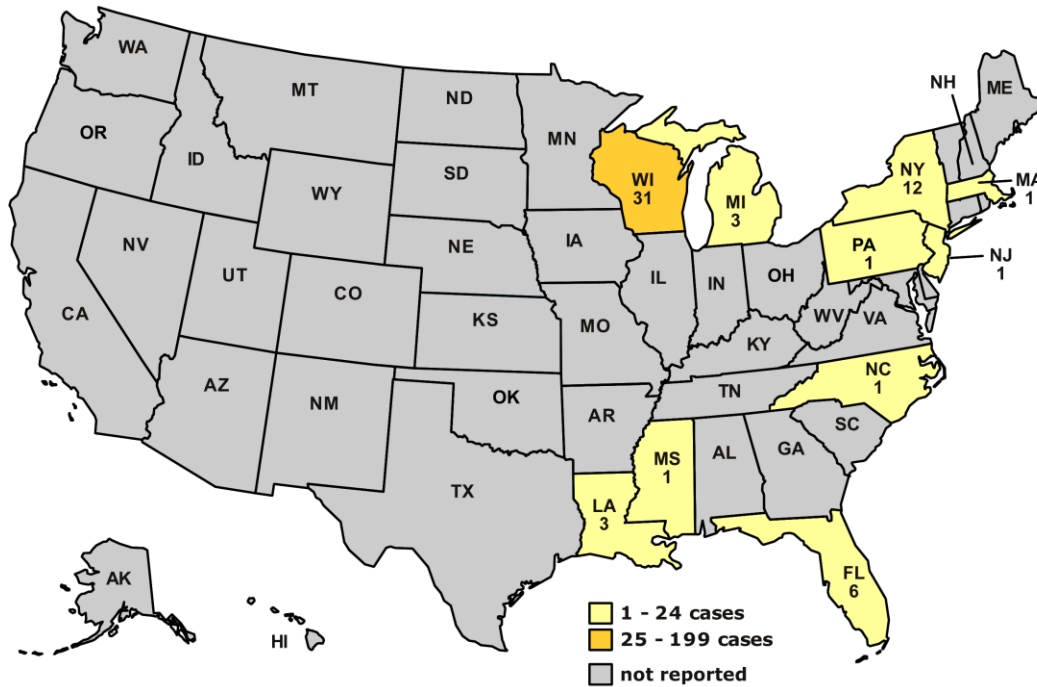 WA
MT
ND
MN
NH
ME
OR
ID
SD
WI
31
MI
3
NY
12
MA
1
WY
NV
NE
IA
PA
1
NJ
1
UT
CO
IL
IN
OH
CA
KS
MO
WV
VA
KY
AZ
NM
OK
AR
TN
NC
1
SC
TX
LA
3
MS
1
AL
GA
FL
6
AK
HI
1 - 24 cases
25 - 199 cases
not reported